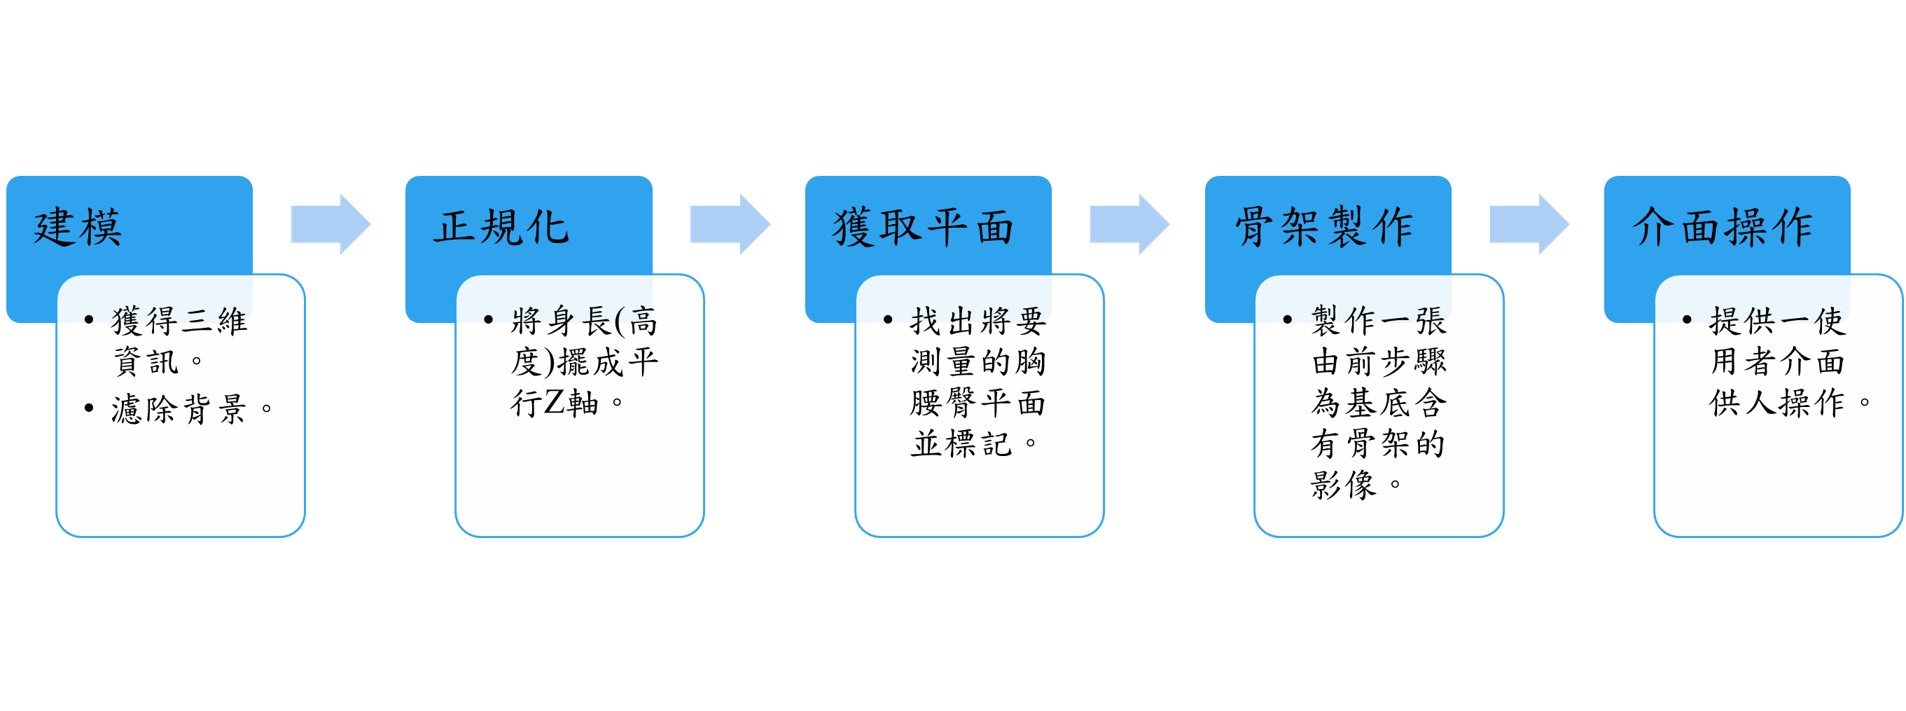 建模
• 獲得三維
資訊。
• 濾除背景。
正規化
• 將身長(高
度)擺成平
行Z軸。
獲取平面
• 找出將要
測量的胸
腰臀平面
並標記。
骨架製作
• 製作一張
由前步驟
為基底含
有骨架的
影像。
介面操作
• 提供一使
用者介面
供人操作。